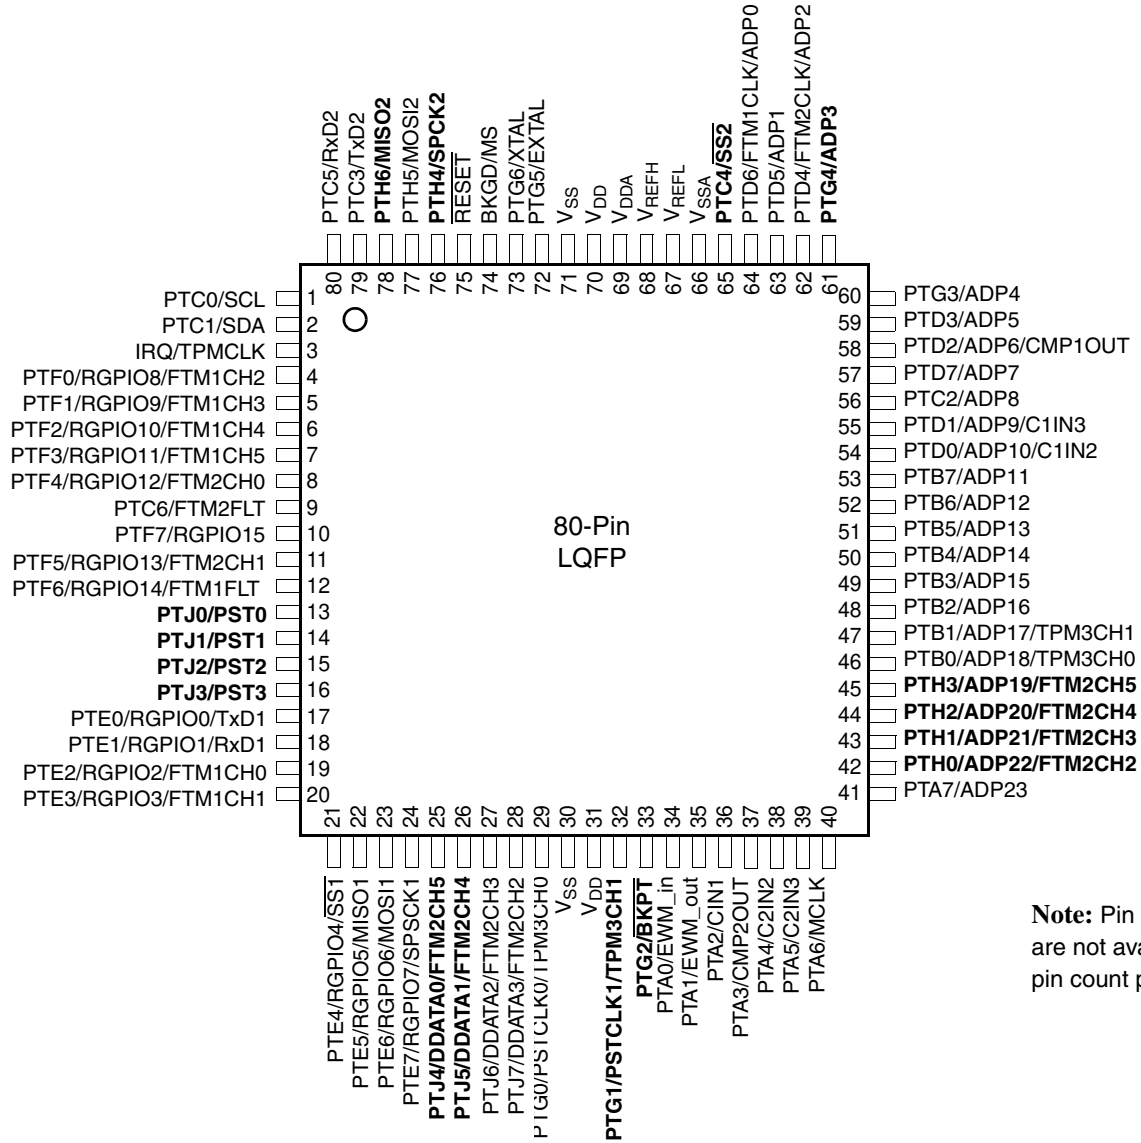 PTC5/RxD2
PTC3/TxD2
PTH6/MISO2
PTH5/MOSI2
PTH4/SPCK2
RESET
BKGD/MS
PTG6/XTAL
PTG5/EXTAL
VSS
VDD
VDDA
VREFH
VREFL
VSSA
PTC4/SS2
PTD6/FTM1CLK/ADP0
PTD5/ADP1
PTD4/FTM2CLK/ADP2
PTG4/ADP3
80
79
78
77
76
75
74
73
72
71
70
69
68
67
66
65
64
63
62
61
PTC0/SCL 1
PTC1/SDA 2
IRQ/TPMCLK 3
PTF0/RGPIO8/FTM1CH2 4
PTF1/RGPIO9/FTM1CH3 5
PTF2/RGPIO10/FTM1CH4 6
PTF3/RGPIO11/FTM1CH5 7
PTF4/RGPIO12/FTM2CH0 8
PTC6/FTM2FLT 9
PTF7/RGPIO15 10
PTF5/RGPIO13/FTM2CH1 11
PTF6/RGPIO14/FTM1FLT 12
PTJ0/PST0 13
PTJ1/PST1 14
PTJ2/PST2 15
PTJ3/PST3 16
PTE0/RGPIO0/TxD1 17
PTE1/RGPIO1/RxD1 18
PTE2/RGPIO2/FTM1CH0 19
PTE3/RGPIO3/FTM1CH1 20
80-Pin
LQFP
60 PTG3/ADP4
59 PTD3/ADP5
58 PTD2/ADP6/CMP1OUT
57 PTD7/ADP7
56 PTC2/ADP8
55 PTD1/ADP9/C1IN3
54 PTD0/ADP10/C1IN2
53 PTB7/ADP11
52 PTB6/ADP12
51 PTB5/ADP13
50 PTB4/ADP14
49 PTB3/ADP15
48 PTB2/ADP16
47 PTB1/ADP17/TPM3CH1
46 PTB0/ADP18/TPM3CH0
45 PTH3/ADP19/FTM2CH5
44 PTH2/ADP20/FTM2CH4
43 PTH1/ADP21/FTM2CH3
42 PTH0/ADP22/FTM2CH2
41 PTA7/ADP23
21
22
23
24
25
26
27
28
29
30
31
32
33
34
35
36
37
38
39
40
PTE4/RGPIO4/SS1
PTE5/RGPIO5/MISO1
PTE6/RGPIO6/MOSI1
PTE7/RGPIO7/SPSCK1
PTJ4/DDATA0/FTM2CH5
PTJ5/DDATA1/FTM2CH4
PTJ6/DDATA2/FTM2CH3
PTJ7/DDATA3/FTM2CH2
PTG0/PSTCLK0/TPM3CH0
VSS
VDD
PTG1/PSTCLK1/TPM3CH1
PTG2/BKPT
PTA0/EWM_in
PTA1/EWM_out
PTA2/CIN1
PTA3/CMP2OUT
PTA4/C2IN2
PTA5/C2IN3
PTA6/MCLK
Note: Pin
are not ava
pin count p